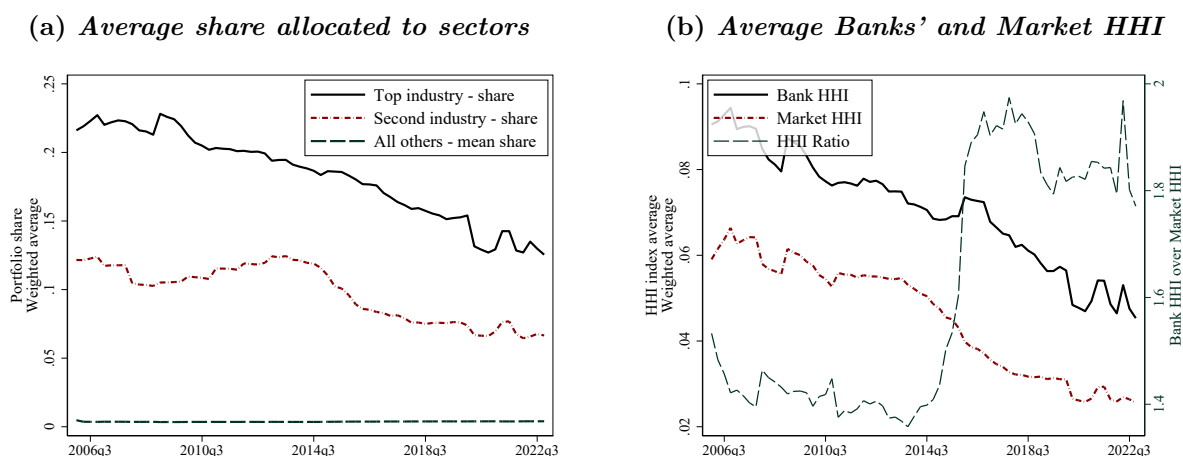 (a) Average share allocated to sectors
.25
.2
.15
.1
.05
0
Portfolio share
Weighted average
Top industry - share
Second industry - share
All others - mean share
2006q3
2010q3
2014q3
2018q3
2022q3
(b) Average Banks' and Market HHI
.1
.08
.06
.04
.02
HHI index average
Weighted average
Bank HHI
Market HHI
HHI Ratio
2
1.8
1.6
1.4
Bank HHI over Market HHI
2006q3
2010q3
2014q3
2018q3
2022q3